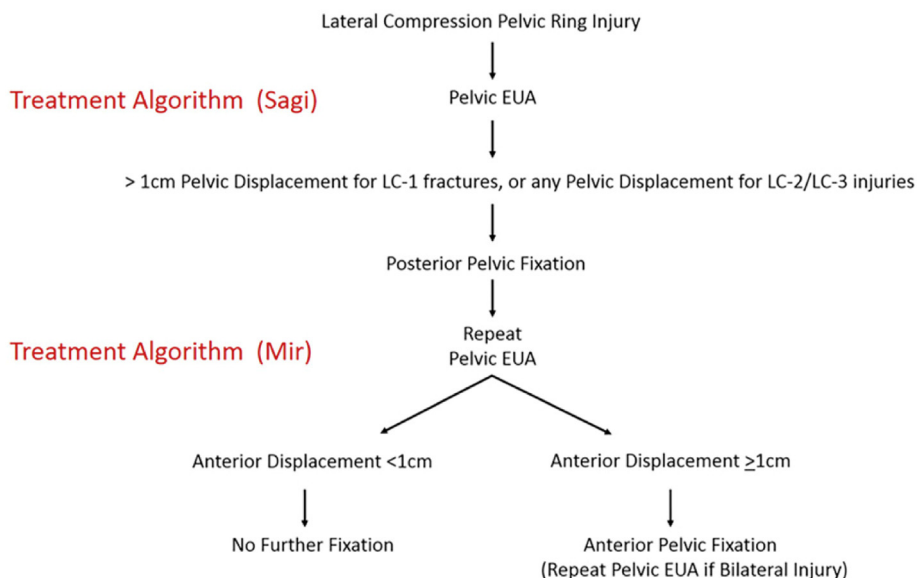 Lateral Compression Pelvic Ring Injury
Treatment Algorithm (Sagi)
Pelvic EUA
> 1cm Pelvic Displacement for LC-1 fractures, or any Pelvic Displacement for LC-2/LC-3 injuries
Posterior Pelvic Fixation
Treatment Algorithm (Mir)
Repeat
Pelvic EUA
Anterior Displacement <1cm
Anterior Displacement ≥1cm
No Further Fixation
Anterior Pelvic Fixation
(Repeat Pelvic EUA if Bilateral Injury)